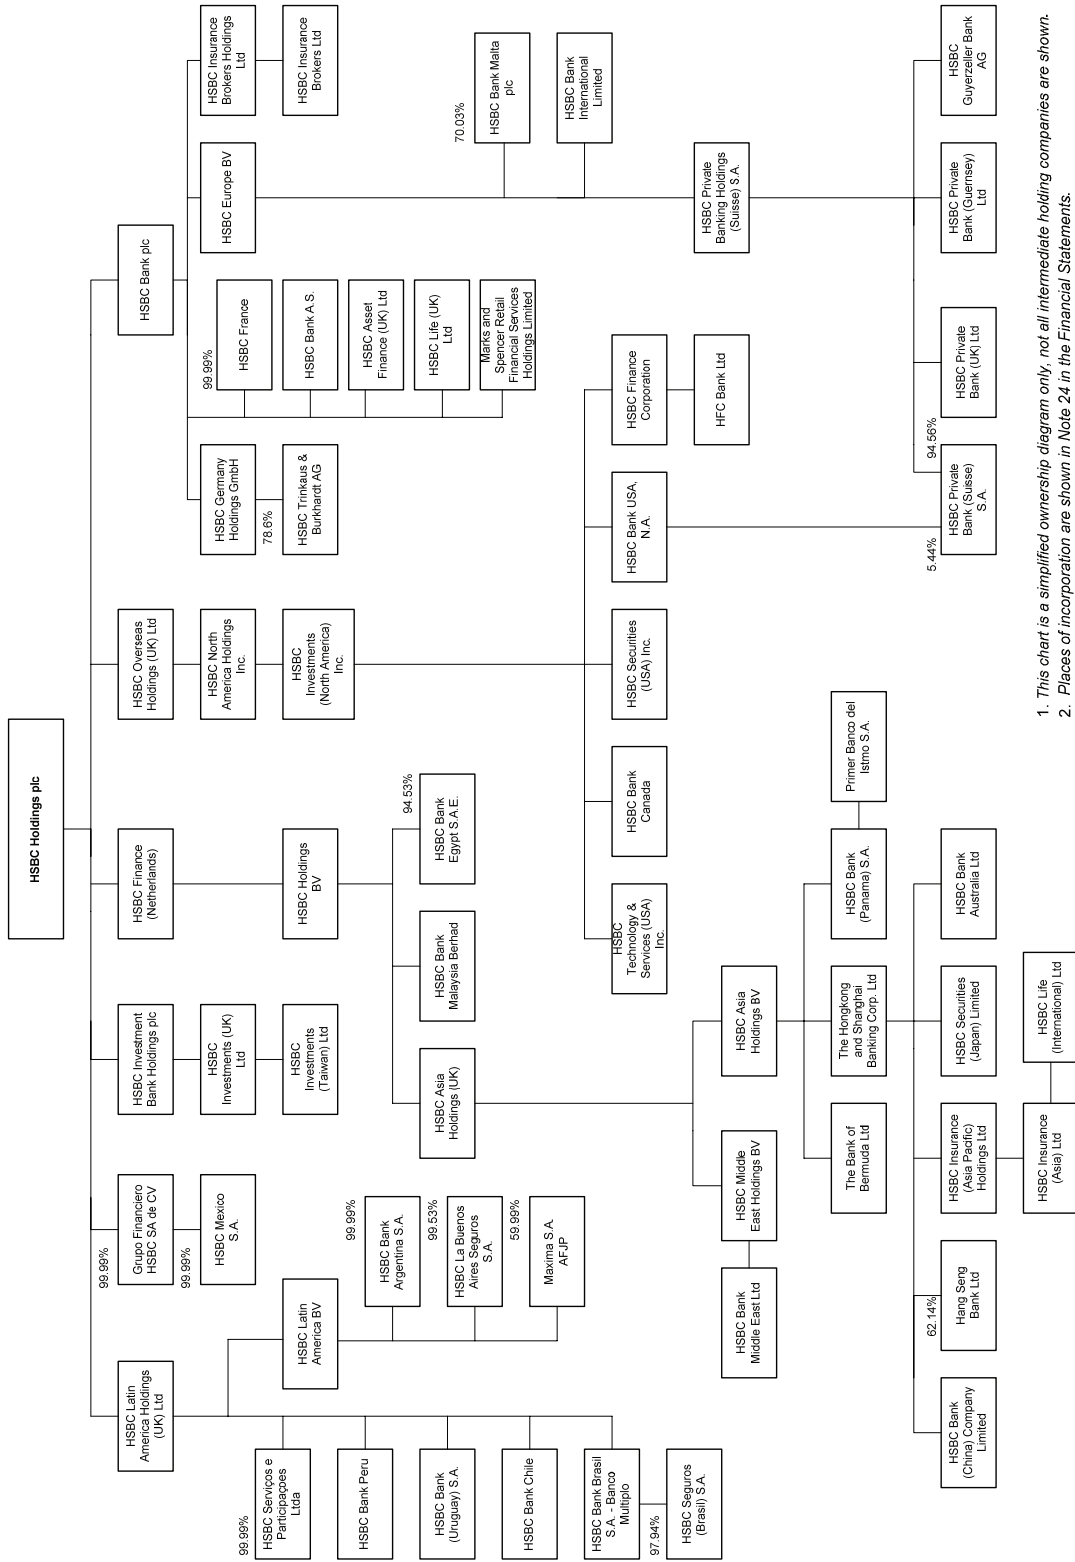 HSBC Holdings plc
HSBC Latin
America Holdings
(UK) Ltd
99.99%
Grupo Financiero
HSBC SA de CV
HSBC Investment
Bank Holdings plc
HSBC Finance
(Netherlands)
HSBC Overseas
Holdings (UK) Ltd
HSBC Bank plc
99.99%
HSBC Mexico
S.A.
HSBC
Investments (UK)
Ltd
HSBC North
America Holdings
Inc.
HSBC Germany
Holdings GmbH
99.99%
HSBC France
HSBC Europe BV
HSBC Insurance
Brokers Holdings
Ltd
99.99%
HSBC Serviços e
Participaçoes
Ltda
HSBC Latin
America BV
HSBC
Investments
(Taiwan) Ltd
HSBC Holdings
BV
HSBC
Investments
(North America)
Inc.
78.6%
HSBC Trinkaus &
Burkhardt AG
HSBC Bank A.S.
HSBC Insurance
Brokers Ltd
HSBC Bank Peru
99.99%
HSBC Bank
Argentina S.A.
HSBC Asset
Finance (UK) Ltd
HSBC Bank
(Uruguay) S.A.
99.53%
HSBC La Buenos
Aires Seguros
S.A.
HSBC Asia
Holdings (UK)
HSBC Bank
Malaysia Berhad
94.53%
HSBC Bank
Egypt S.A.E.
HSBC Life (UK)
Ltd
70.03%
HSBC Bank Malta
plc
Marks and
Spencer Retail
Financial Services
Holdings Limited
HSBC Bank Chile
59.99%
Maxima S.A.
AFJP
HSBC Bank
International
Limited
HSBC Bank Brasil
S.A. - Banco
Multiplo
HSBC
Technology &
Services (USA)
Inc.
HSBC Bank
Canada
HSBC Securities
(USA) Inc.
HSBC Bank USA,
N.A.
HSBC Finance
Corporation
97.94%
HSBC Seguros
(Brasil) S.A.
HFC Bank Ltd
HSBC Private
Banking Holdings
(Suisse) S.A.
HSBC Bank
Middle East Ltd
HSBC Middle
East Holdings BV
HSBC Asia
Holdings BV
The Bank of
Bermuda Ltd
The Hongkong
and Shanghai
Banking Corp. Ltd
HSBC Bank
(Panama) S.A.
Primer Banco del
Istmo S.A.
HSBC Bank
(China) Company
Limited
62.14%
Hang Seng
Bank Ltd
HSBC Insurance
(Asia Pacific)
Holdings Ltd
HSBC Securities
(Japan) Limited
HSBC Bank
Australia Ltd
5.44%
94.56%
HSBC Private
Bank (Suisse)
S.A.
HSBC Private
Bank (UK) Ltd
HSBC Private
Bank (Guernsey)
Ltd
HSBC
Guyerzeller Bank
AG
HSBC Insurance
(Asia) Ltd
HSBC Life
(International) Ltd
1. This chart is a simplified ownership diagram only, not all intermediate holding companies are shown.
2. Places of incorporation are shown in Note 24 in the Financial Statements.